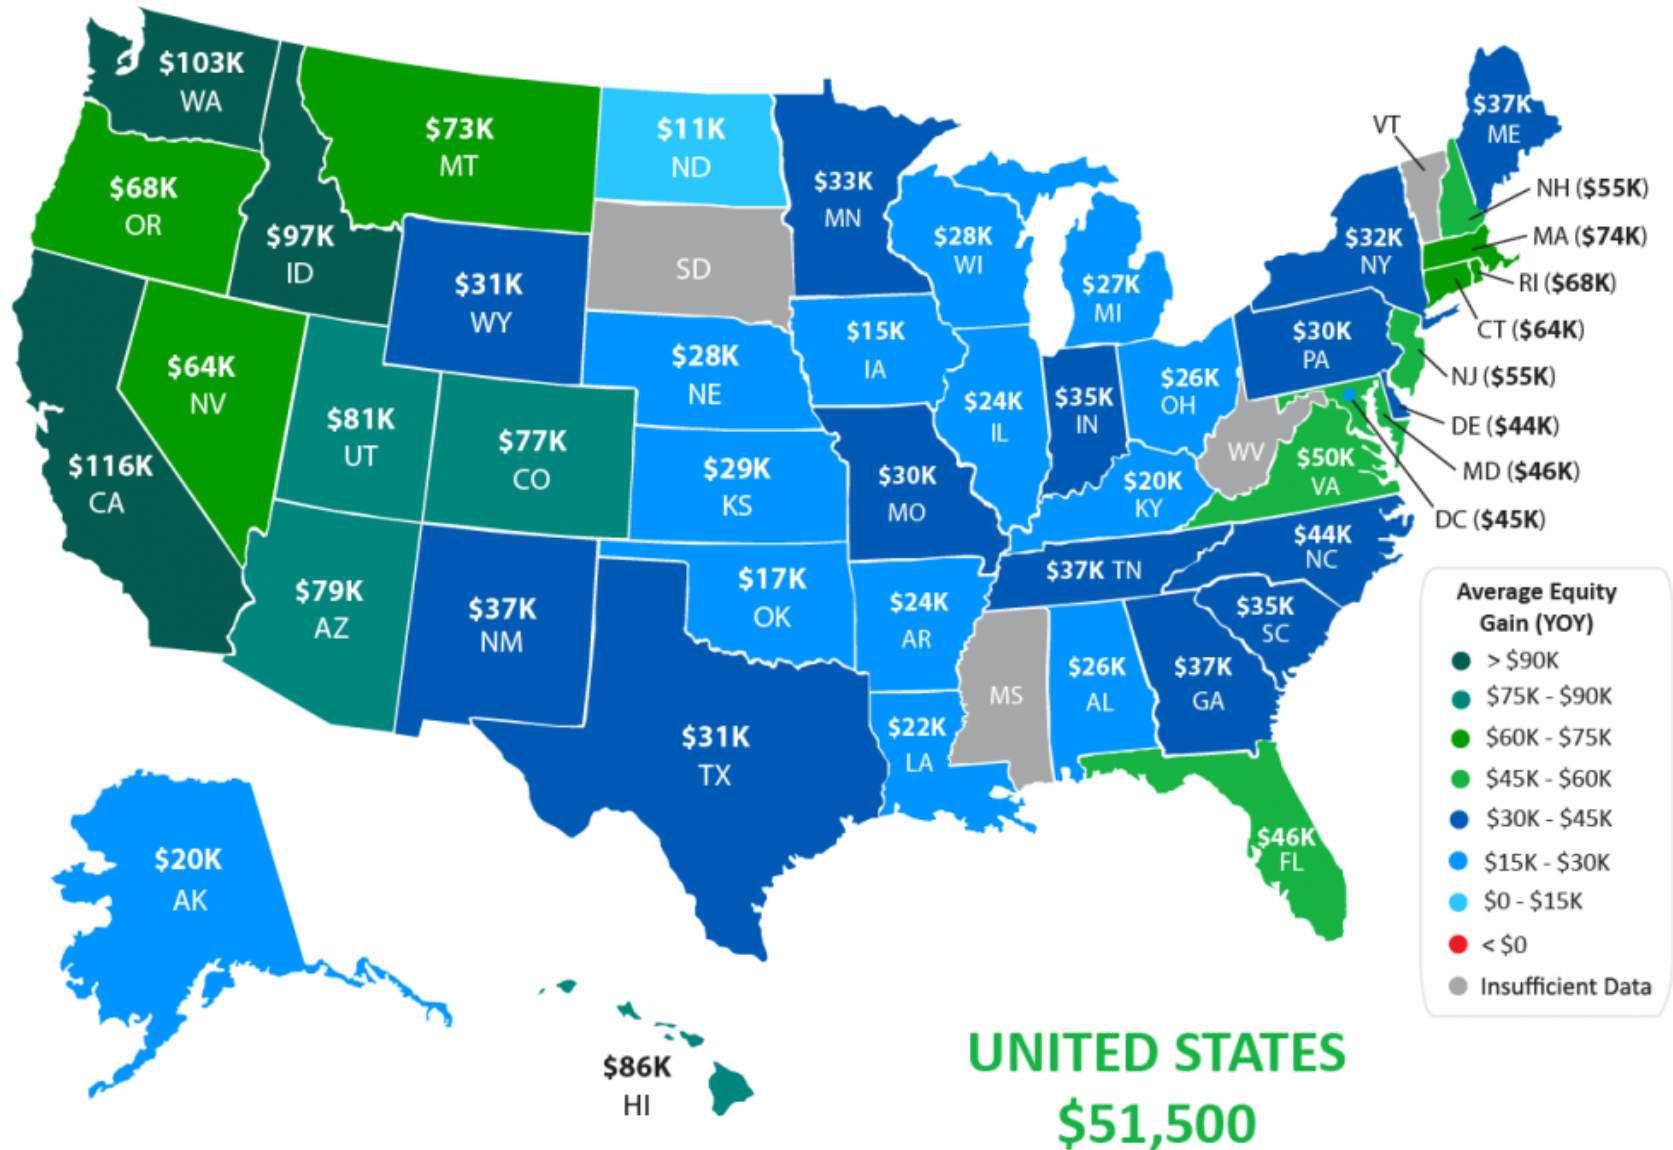 $103K
WA
$68K
OR
$97K
ID
$73K
MT
$11K
ND
SD
$33K
MN
$28K
WI
$27K
MI
$31K
WY
$28K
NE
$15K
IA
$24K
IL
$35K
IN
$26K
OH
$30K
PA
$32K
NY
VT
$37K
ME
NH ($55K)
MA ($74K)
RI ($68K)
CT ($64K)
NJ ($55K)
DE ($44K)
MD ($46K)
DC ($45K)
$116K
CA
$64K
NV
$81K
UT
$77K
CO
$29K
KS
$30K
MO
$20K
KY
WV
$50K
VA
$79K
AZ
$37K
NM
$17K
OK
$24K
AR
$37K TN
$44K
NC
$35K
SC
$31K
TX
$22K
LA
MS
$26K
AL
$37K
GA
$46K
FL
$20K
AK
$86K
HI
Average Equity
Gain (YOY)
> $90K
$75K - $90K
$60K - $75K
$45K - $60K
$30K - $45K
$15K - $30K
$0 - $15K
< $0
Insufficient Data
UNITED STATES
$51,500